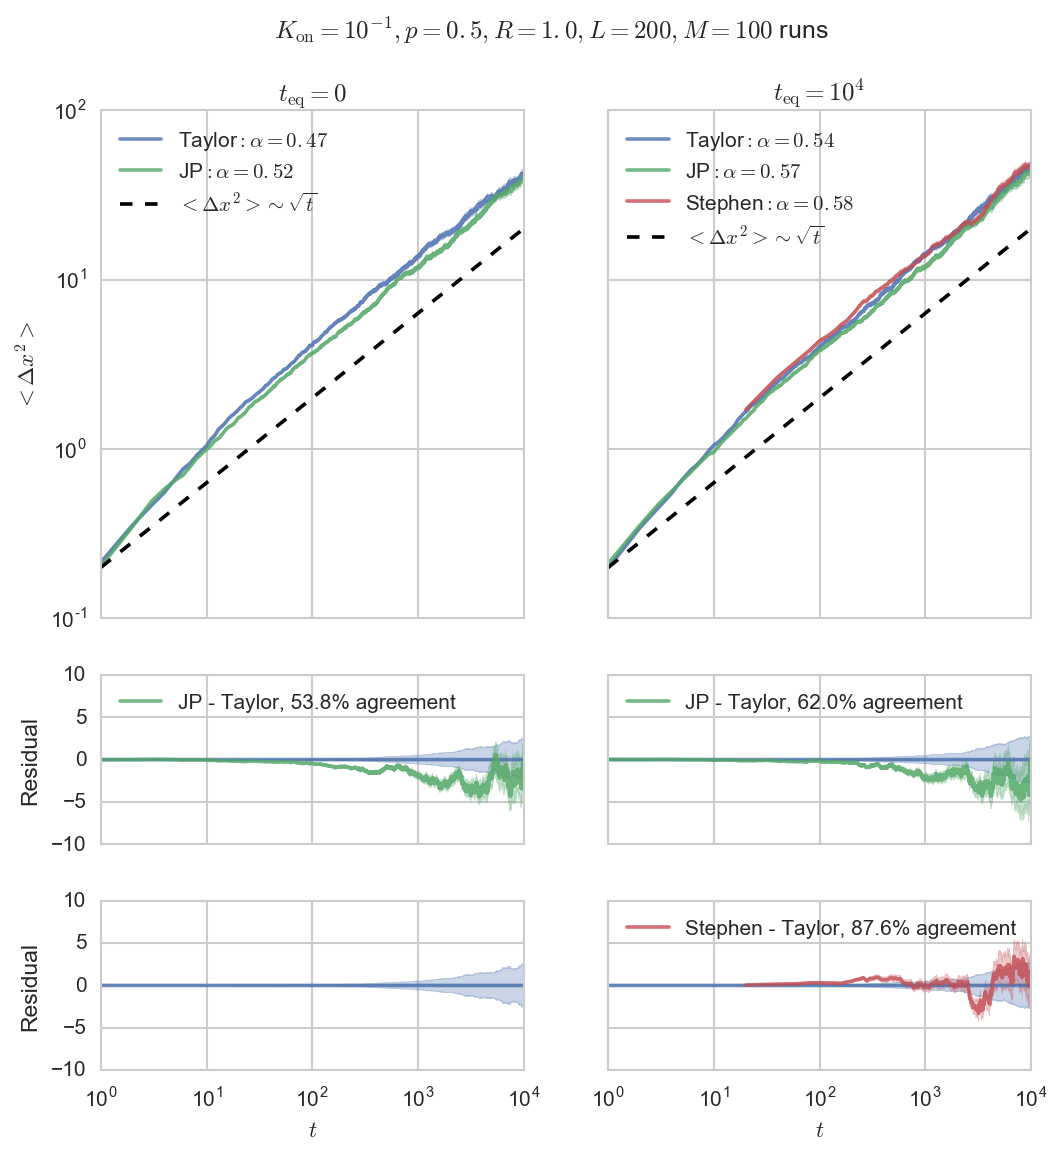 K_on = 10^-1, p = 0.5, R = 1.0, L = 200, M = 100 runs
t_eq = 0
10^2
10^1
10^0
10^-1
<Δx^2>
Taylor: α = 0.47
JP: α = 0.52
<Δx^2> ~ √t
t_eq = 10^4
Taylor: α = 0.54
JP: α = 0.57
Stephen: α = 0.58
<Δx^2> ~ √t
10
5
0
−5
−10
Residual
JP - Taylor, 53.8% agreement
JP - Taylor, 62.0% agreement
10
5
0
−5
−10
Residual
Stephen - Taylor, 87.6% agreement
10^0 10^1 10^2 10^3 10^4
t
10^0 10^1 10^2 10^3 10^4
t